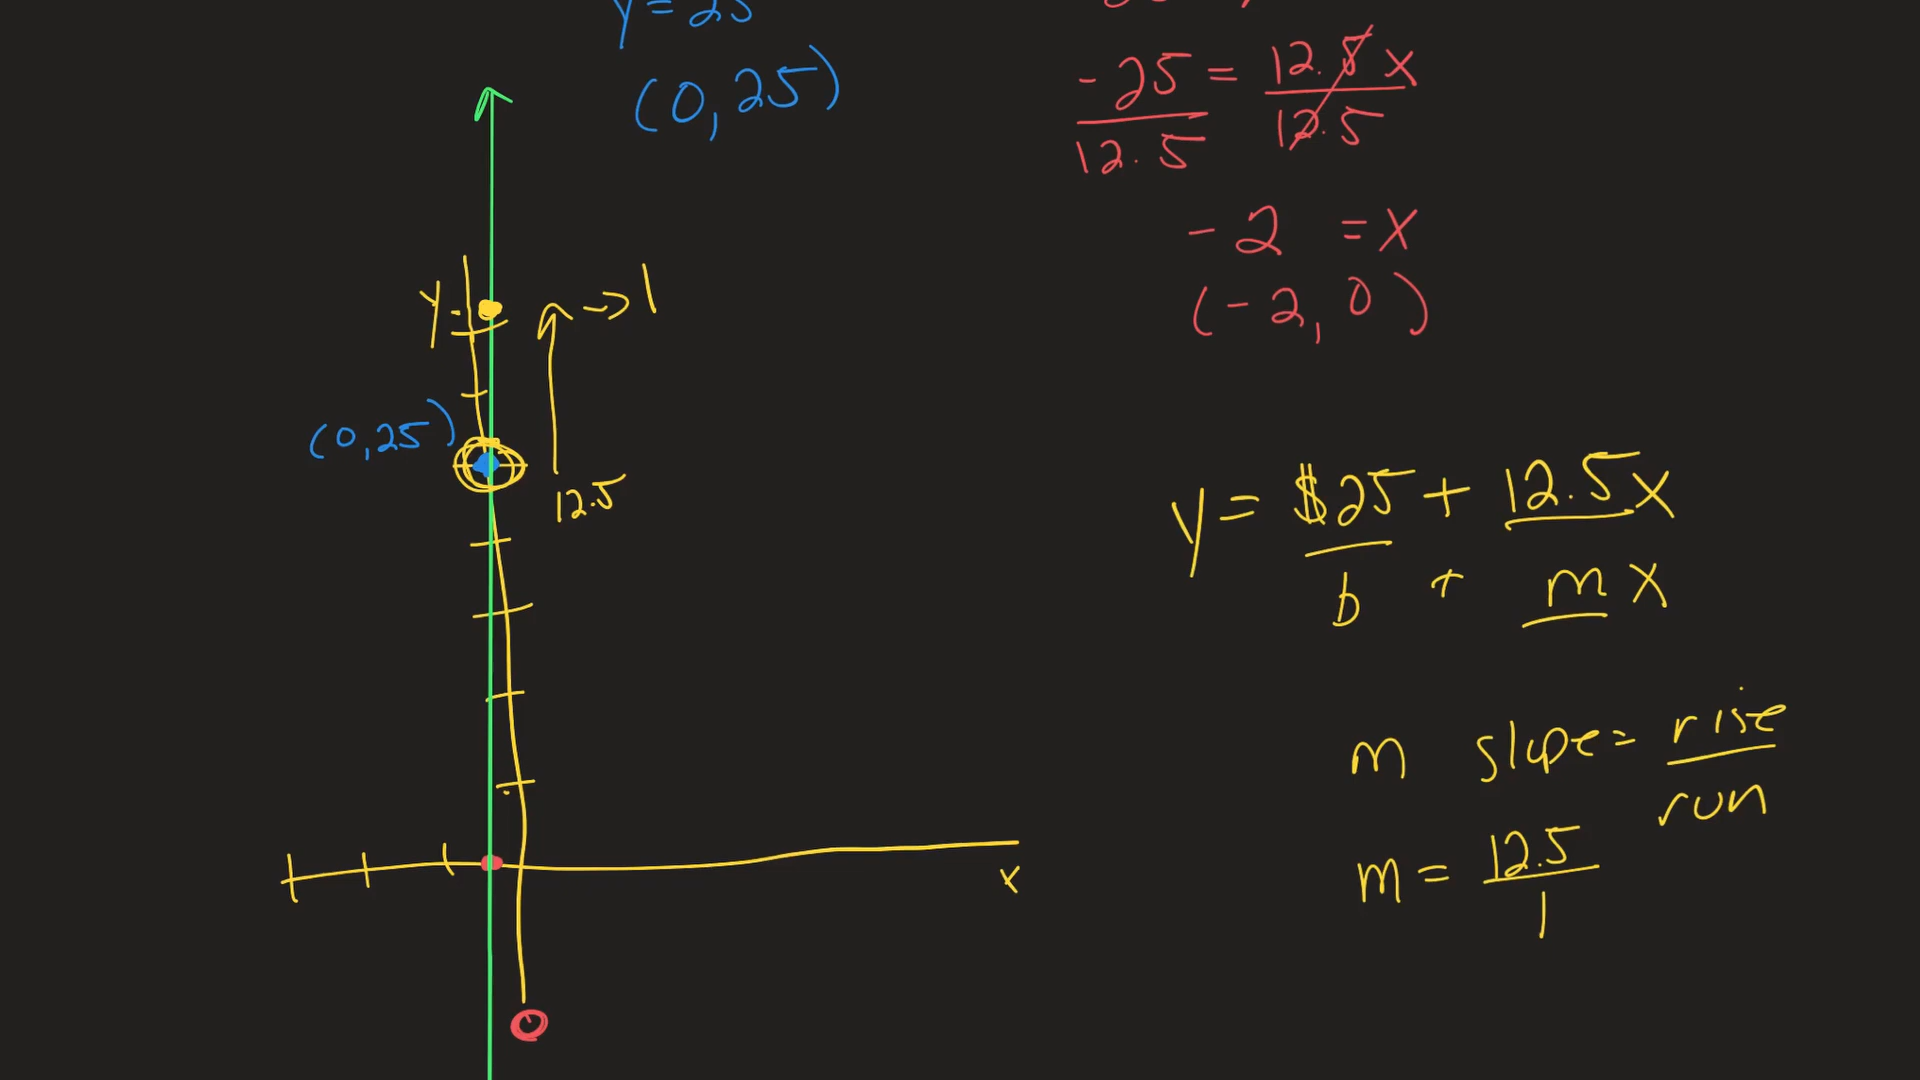 y = 25
(0, 25)
-25 = 12.5x
12.5 12.5
-2 = x
(-2, 0)
y
→ 1
(0, 25)
12.5
y = $25 + 12.5x
b + mx
m slope = rise
run
m = 12.5
1
x